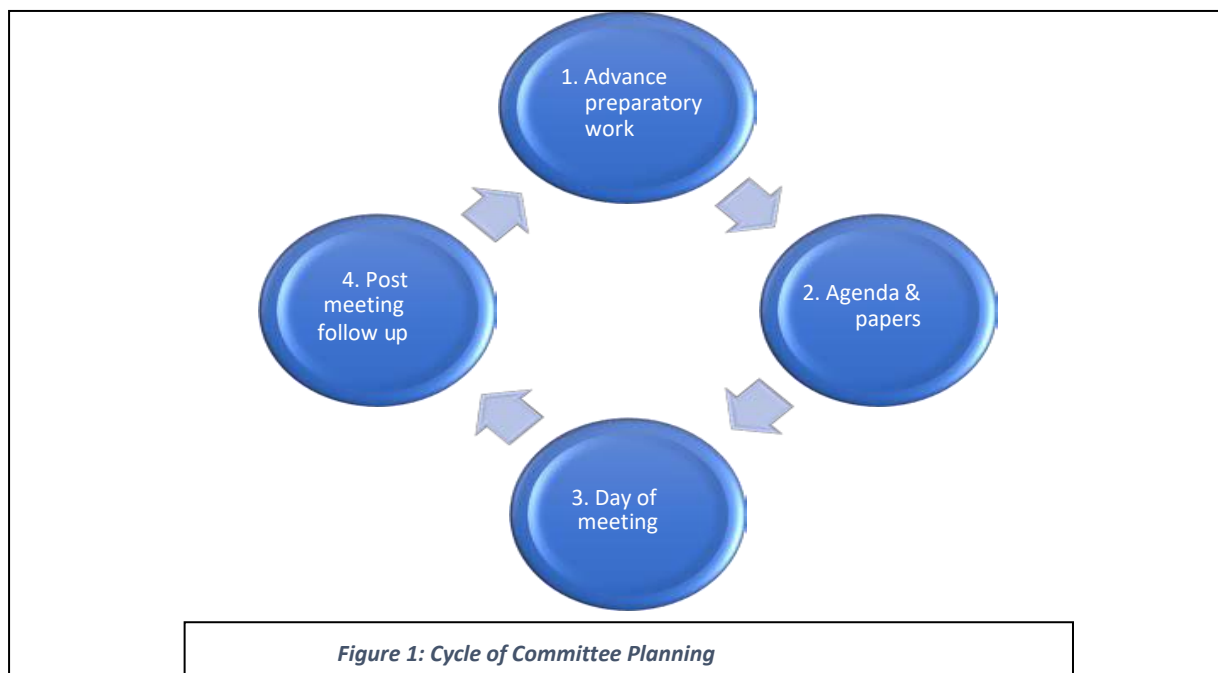 1. Advance
preparatory
work
2. Agenda &
papers
3. Day of
meeting
4. Post
meeting
follow up
Figure 1: Cycle of Committee Planning